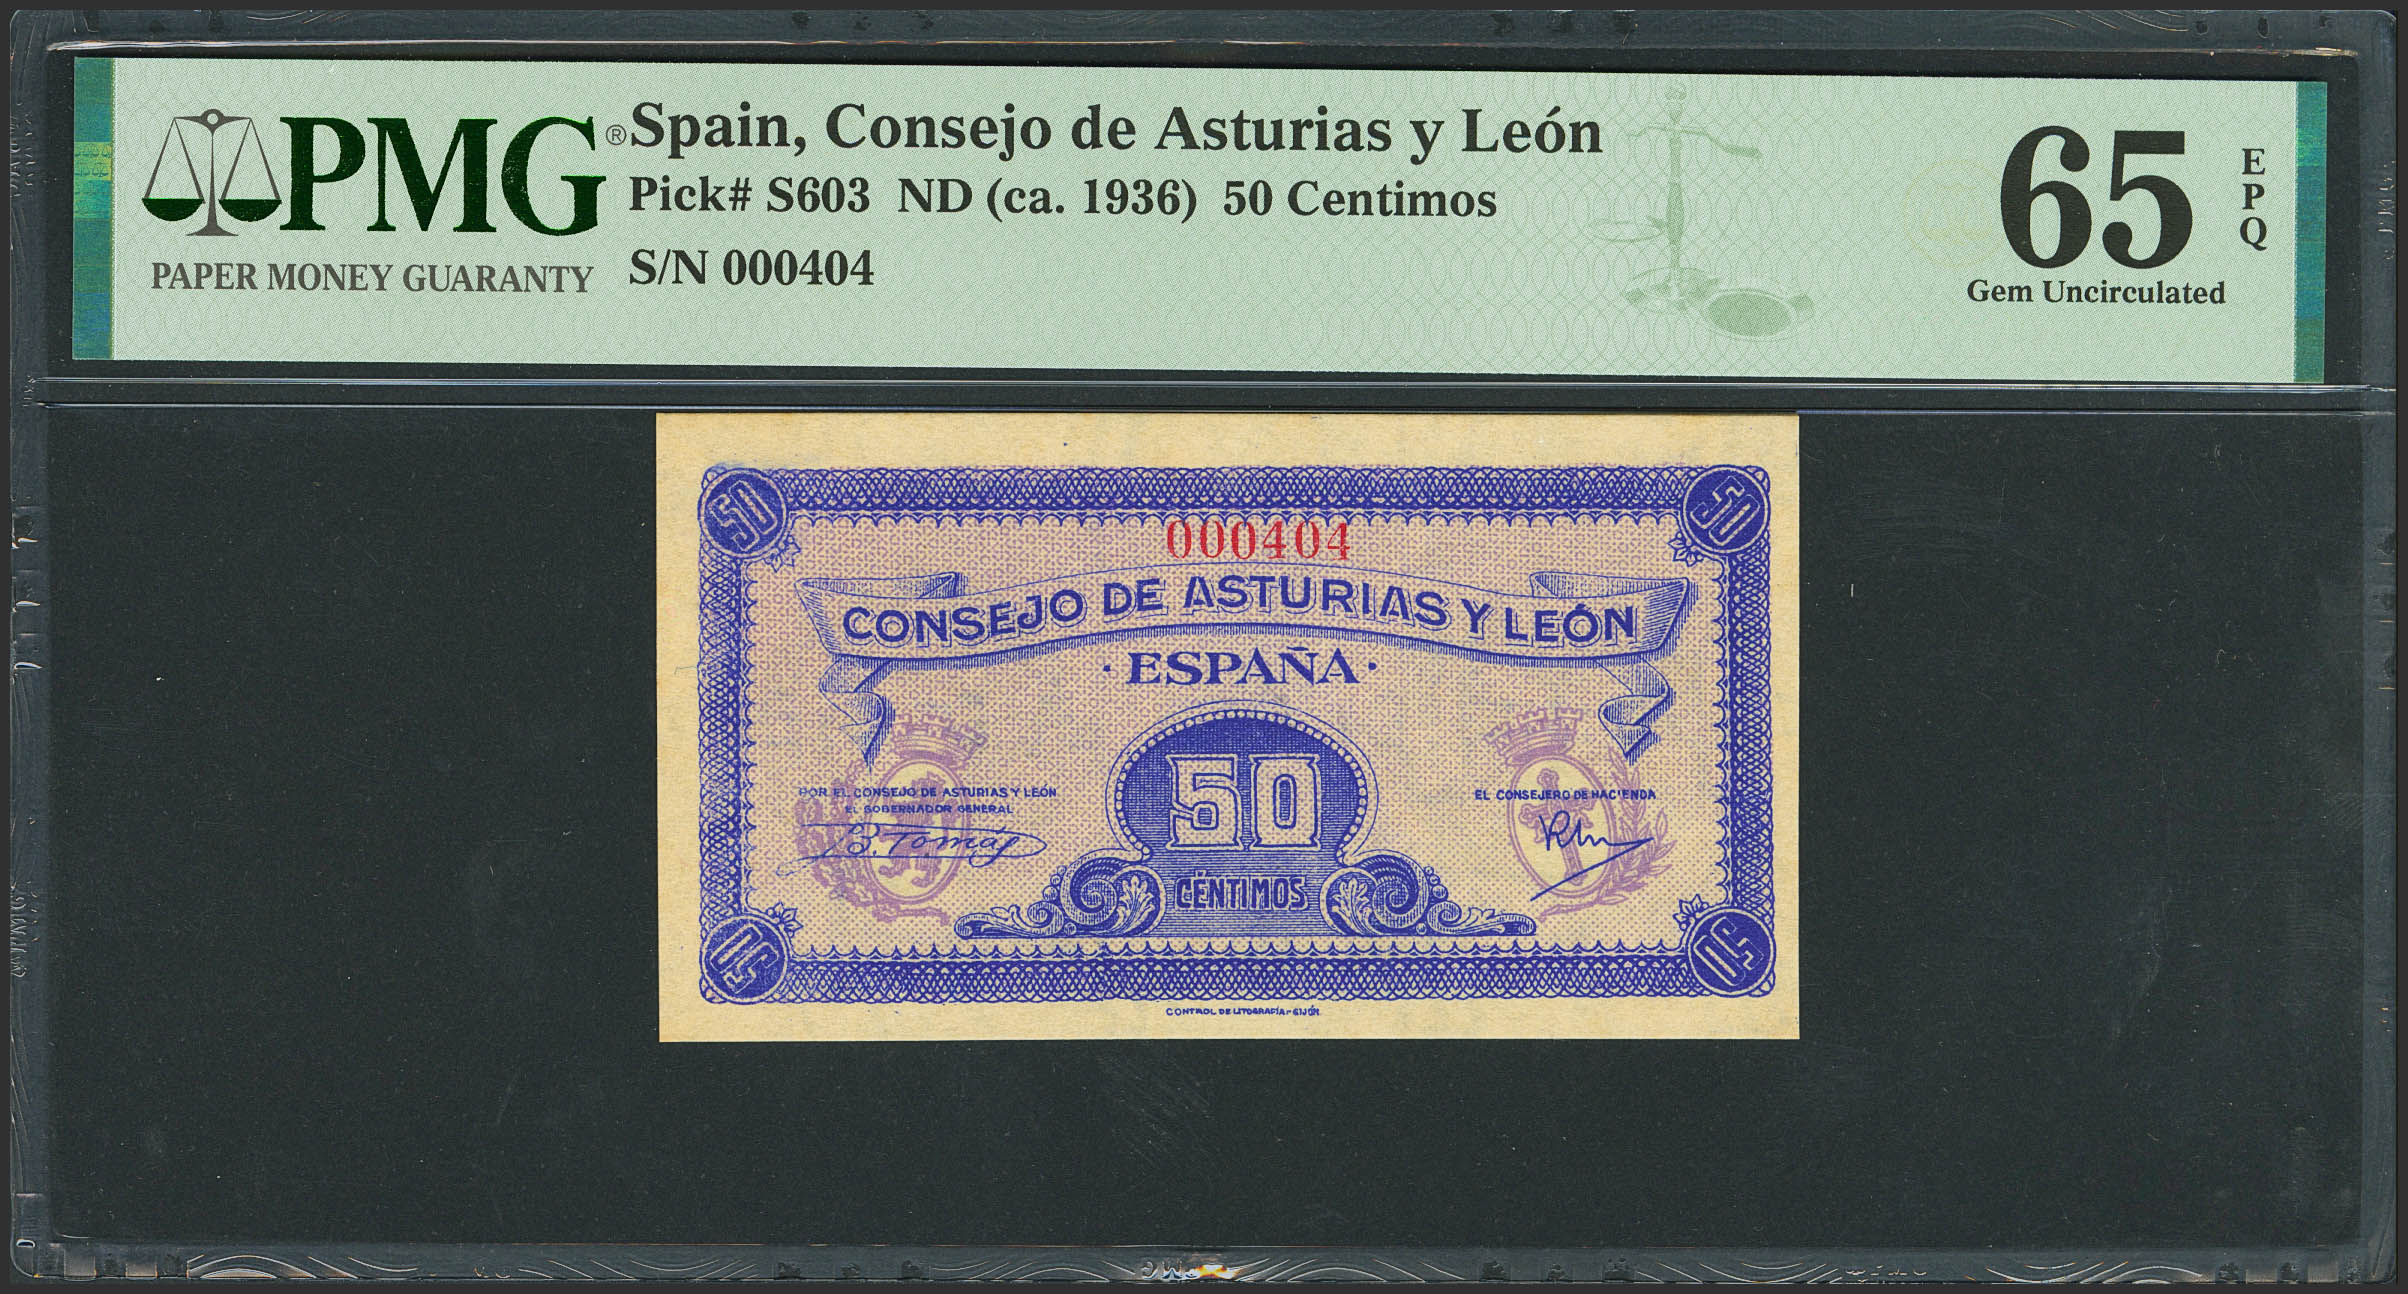 PMG®
PAPER MONEY GUARANTY
Spain, Consejo de Asturias y León
Pick# S603 ND (ca. 1936) 50 Centimos
S/N 000404
65
EPQ
Gem Uncirculated
50
50
000404
CONSEJO DE ASTURIAS Y LEÓN
· ESPAÑA ·
POR EL CONSEJO DE ASTURIAS Y LEÓN
EL GOBERNADOR GENERAL
B. Tomás
50
CÉNTIMOS
EL CONSEJERO DE HACIENDA
50
50
CONTROL DE LITOGRAFÍA-GIJÓN